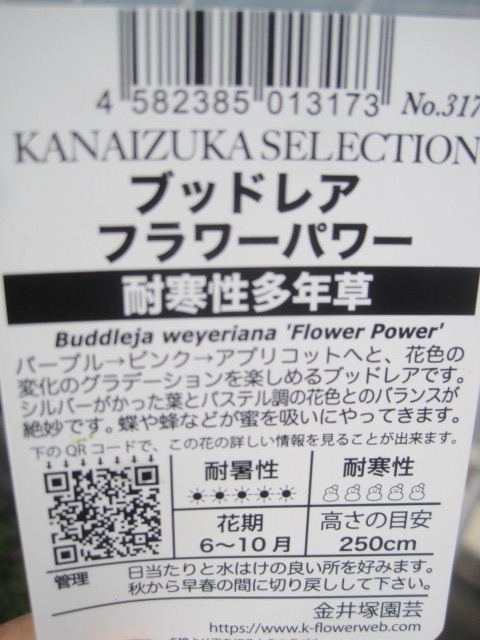 4 582385 013173 No.317
KANAIZUKA SELECTION
ブッドレア
フラワーパワー
耐寒性多年草
Buddleja weyeriana 'Flower Power'
パープル→ピンク→アプリコットへと、花色の
変化のグラデーションを楽しめるブッドレアです。
シルバーがかった葉とパステル調の花色とのバランスが
絶妙です。蝶や蜂などが蜜を吸いにやってきます。
下のQRコードで、この花の詳しい情報を見ることが出来ます。
耐暑性 耐寒性
花期 高さの目安
6～10月 250cm
管理 日当たりと水はけの良い所を好みます。
秋から早春の間に切り戻しして下さい。
金井塚園芸
https://www.k-flowerweb.com